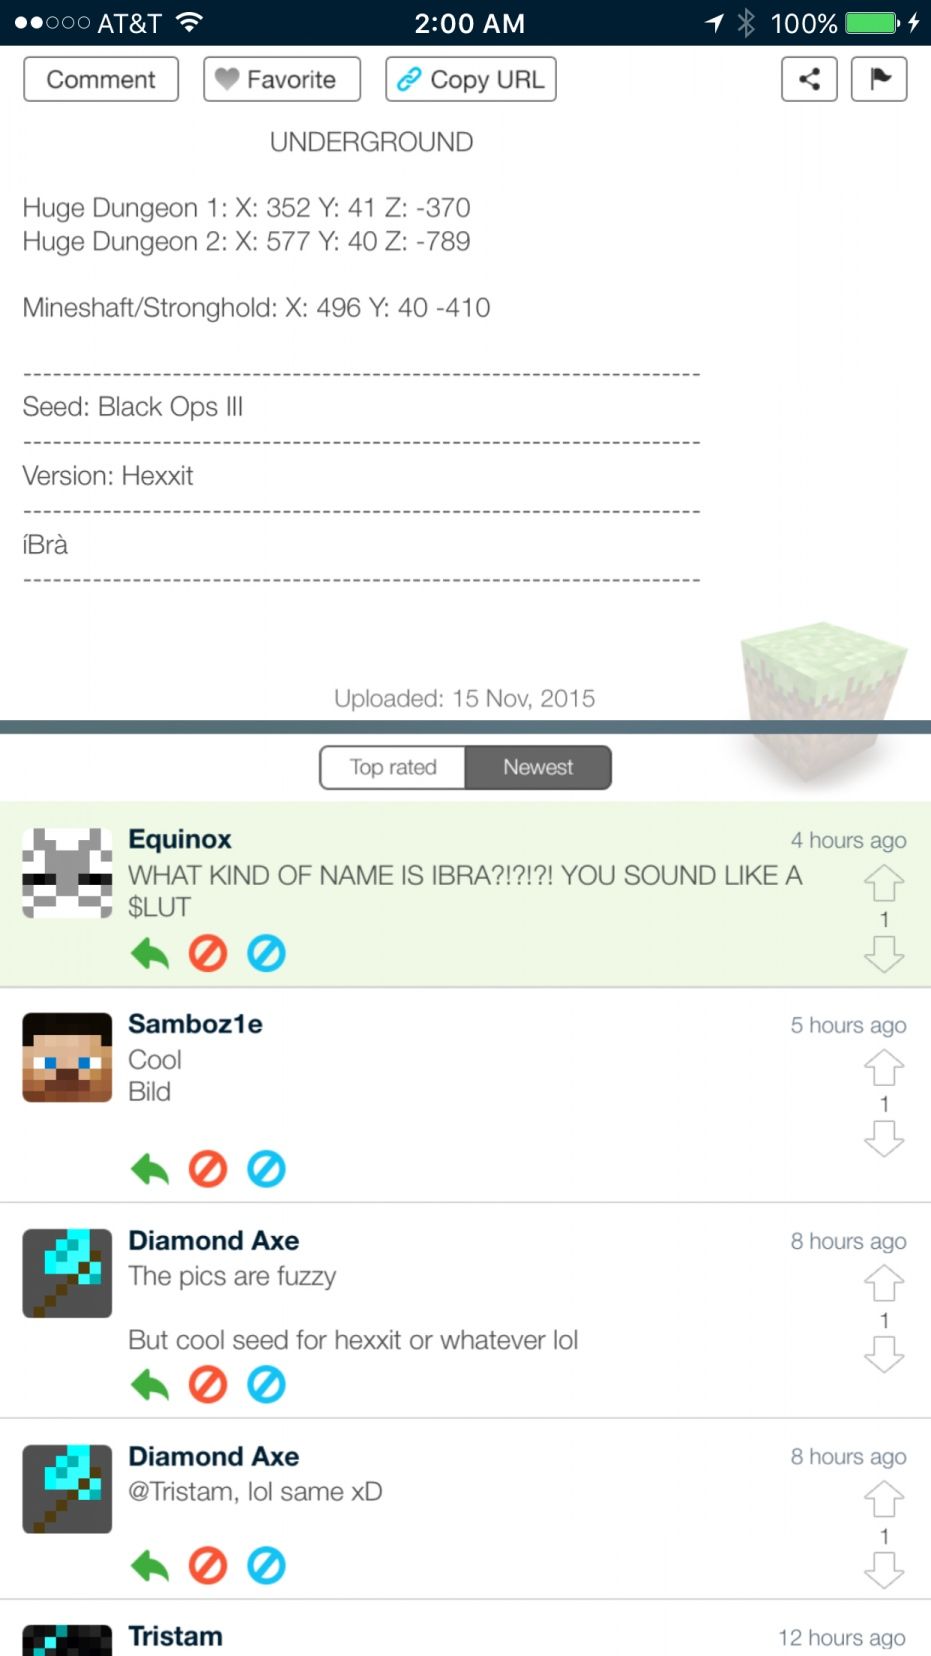 AT&T 2:00 AM 100%
Comment Favorite Copy URL
UNDERGROUND
Huge Dungeon 1: X: 352 Y: 41 Z: -370
Huge Dungeon 2: X: 577 Y: 40 Z: -789
Mineshaft/Stronghold: X: 496 Y: 40 -410
--------------------------------------------------------------------
Seed: Black Ops III
--------------------------------------------------------------------
Version: Hexxit
--------------------------------------------------------------------
íBrà
--------------------------------------------------------------------
Uploaded: 15 Nov, 2015
Top rated Newest
Equinox 4 hours ago
WHAT KIND OF NAME IS IBRA?!?!?! YOU SOUND LIKE A
$LUT
1
Samboz1e 5 hours ago
Cool
Bild
1
Diamond Axe 8 hours ago
The pics are fuzzy
1
But cool seed for hexxit or whatever lol
Diamond Axe 8 hours ago
@Tristam, lol same xD
1
Tristam 12 hours ago